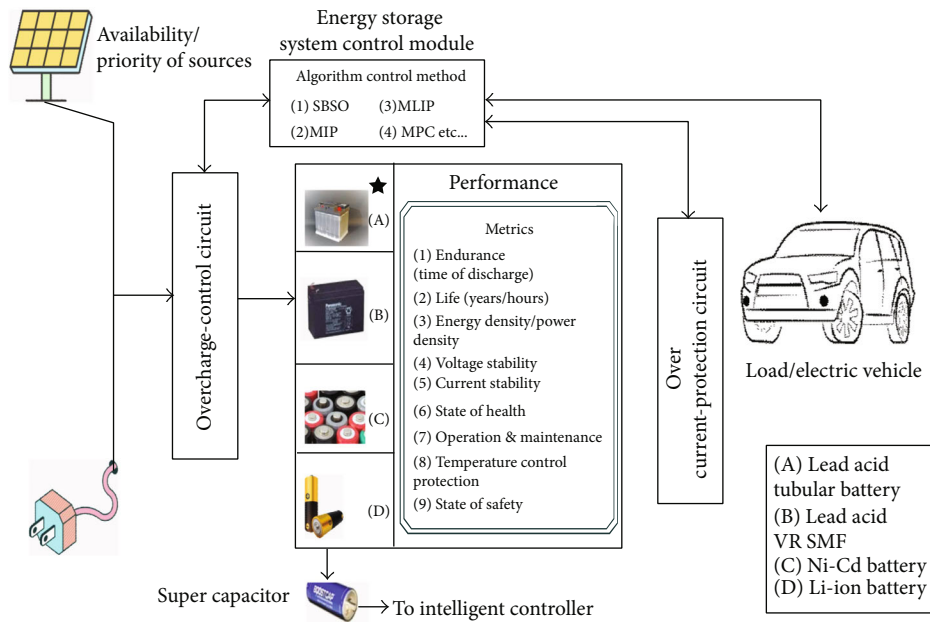 Availability/
priority of sources
Energy storage
system control module
Algorithm control method
(1) SBSO (3)MLIP
(2)MIP (4) MPC etc...
Overcharge-control circuit
(A)
(B)
(C)
(D)
Panasonic
Performance
Metrics
(1) Endurance
(time of discharge)
(2) Life (years/hours)
(3) Energy density/power
density
(4) Voltage stability
(5) Current stability
(6) State of health
(7) Operation & maintenance
(8) Temperature control
protection
(9) State of safety
Over
current-protection circuit
Load/electric vehicle
(A) Lead acid
tubular battery
(B) Lead acid
VR SMF
(C) Ni-Cd battery
(D) Li-ion battery
Super capacitor
BOOSTCAP
To intelligent controller